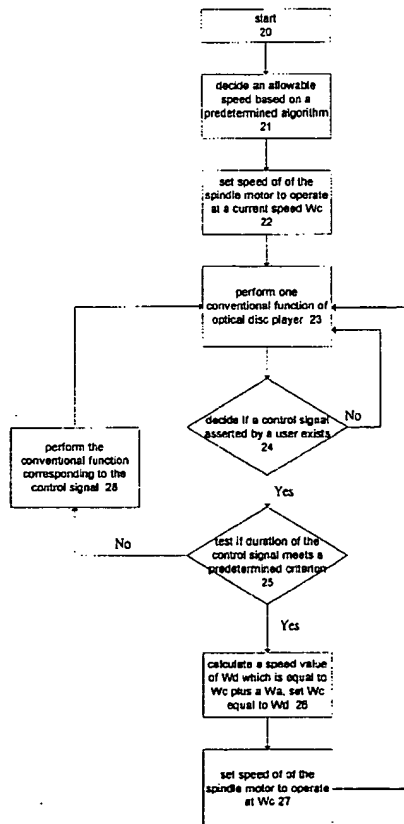 start
20
decide an allowable
speed based on a
predetermined algorithm
21
set speed of of the
spindle motor to operate
at a current speed Wc
22
perform one
conventional function of
optical disc player 23
decide if a control signal
asserted by a user exists
24
No
Yes
perform the
conventional function
corresponding to the
control signal 28
No
test if duration of the
control signal meets a
predetermined criterion
25
Yes
calculate a speed value
of Wd which is equal to
Wc plus a Wa, set Wc
equal to Wd 26
set speed of of the
spindle motor to operate
at Wc 27